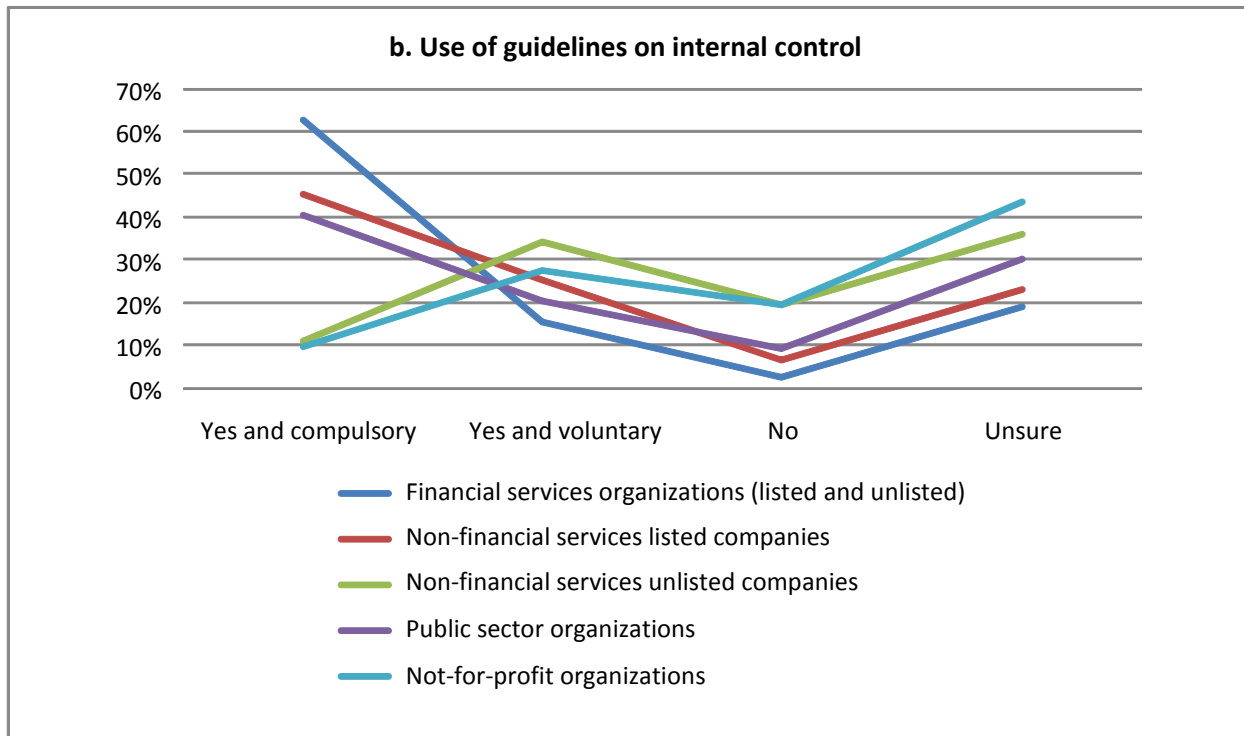 b. Use of guidelines on internal control
70%
60%
50%
40%
30%
20%
10%
0%
Yes and compulsory Yes and voluntary No Unsure
Financial services organizations (listed and unlisted)
Non-financial services listed companies
Non-financial services unlisted companies
Public sector organizations
Not-for-profit organizations